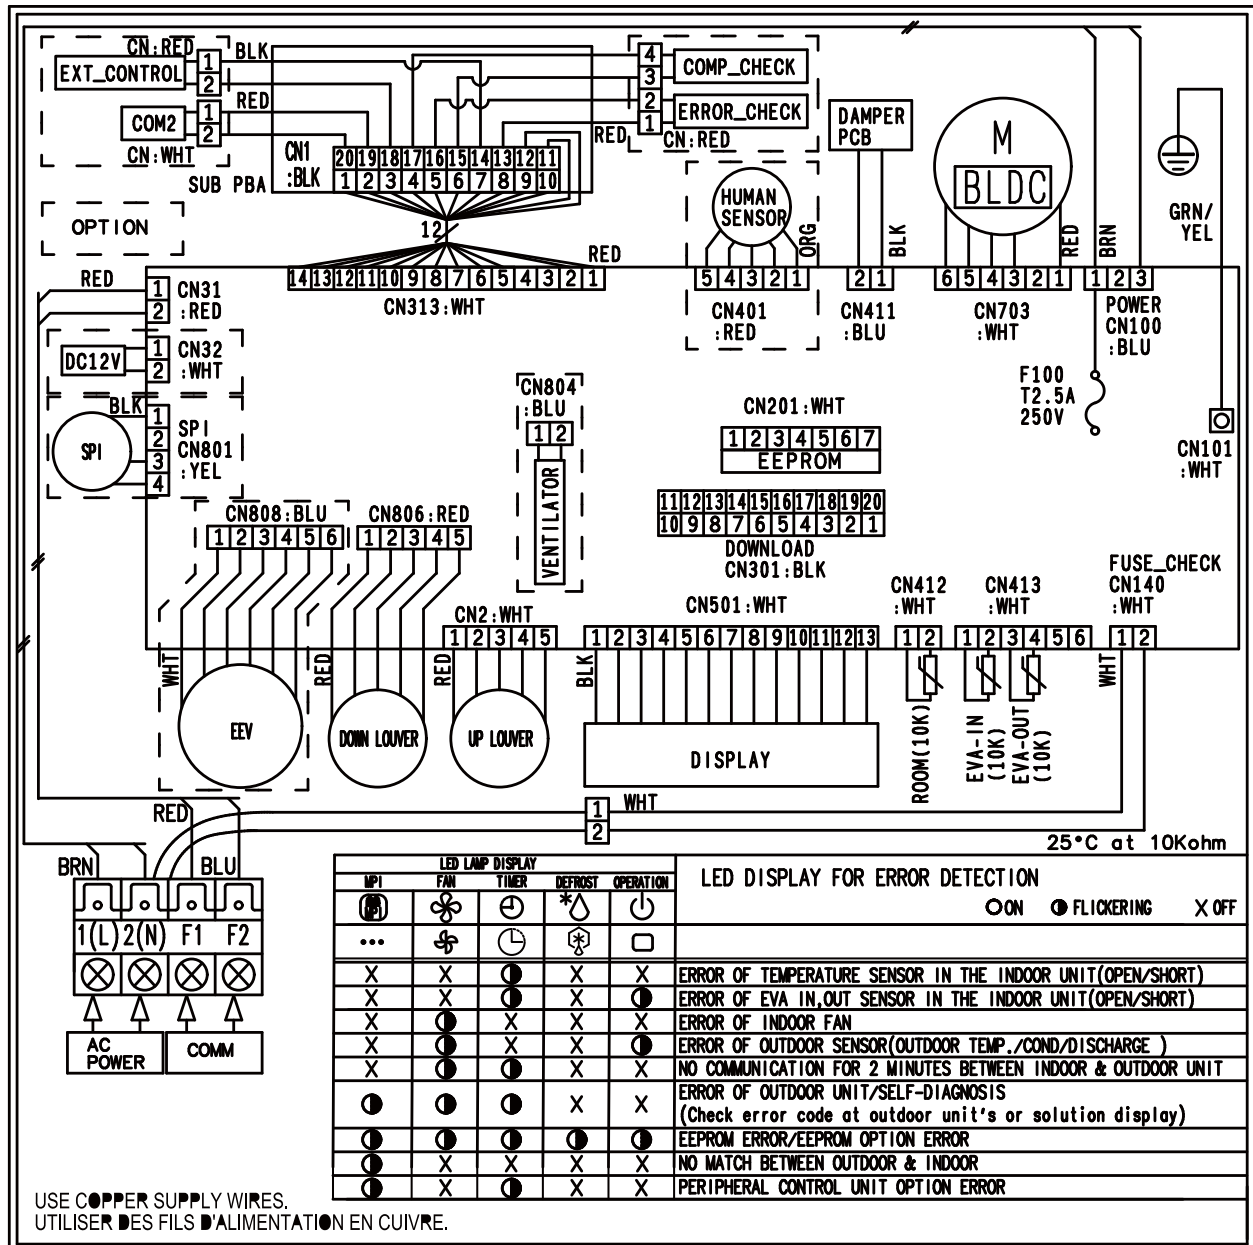 CN:RED
EXT_CONTROL
1
2
BLK
COM2
1
2
RED
CN:WHT
CN1
:BLK
SUB PBA
20 19 18 17 16 15 14 13 12 11
1 2 3 4 5 6 7 8 9 10
4
3
2
1
COMP_CHECK
ERROR_CHECK
RED
CN:RED
OPTION
12
RED
14 13 12 11 10 9 8 7 6 5 4 3 2 1
CN313:WHT
HUMAN
SENSOR
ORG
5 4 3 2 1
CN401
:RED
DAMPER
PCB
BLK
2 1
CN411
:BLU
M
BLDC
RED
6 5 4 3 2 1
CN703
:WHT
BRN
1 2 3
POWER
CN100
:BLU
GRN/
YEL
F100
T2.5A
250V
CN101
:WHT
RED
1
2
CN31
:RED
DC12V
1
2
CN32
:WHT
BLK
SPI
1
2
3
4
SPI
CN801
:YEL
CN804
:BLU
1 2
VENTILATOR
CN201:WHT
1 2 3 4 5 6 7
EEPROM
11 12 13 14 15 16 17 18 19 20
10 9 8 7 6 5 4 3 2 1
DOWNLOAD
CN301:BLK
CN808:BLU
1 2 3 4 5 6
CN806:RED
1 2 3 4 5
CN2:WHT
1 2 3 4 5
CN501:WHT
1 2 3 4 5 6 7 8 9 10 11 12 13
CN412
:WHT
1 2
CN413
:WHT
1 2 3 4 5 6
FUSE_CHECK
CN140
:WHT
1 2
WHT
EEV
RED
DOWN LOUVER
RED
UP LOUVER
BLK
DISPLAY
ROOM(10K)
EVA-IN
(10K)
EVA-OUT
(10K)
WHT
1
2
WHT
25°C at 10Kohm
RED
BRN
BLU
1(L) 2(N) F1 F2
AC
POWER
COMM
LED LAMP DISPLAY
MPI FAN TIMER DEFROST OPERATION
MPI
LED DISPLAY FOR ERROR DETECTION
○ON ◑FLICKERING X OFF
X X ◑ X X ERROR OF TEMPERATURE SENSOR IN THE INDOOR UNIT(OPEN/SHORT)
X X ◑ X ◑ ERROR OF EVA IN,OUT SENSOR IN THE INDOOR UNIT(OPEN/SHORT)
X ◑ X X X ERROR OF INDOOR FAN
X ◑ X X ◑ ERROR OF OUTDOOR SENSOR(OUTDOOR TEMP./COND/DISCHARGE )
X ◑ ◑ X X NO COMMUNICATION FOR 2 MINUTES BETWEEN INDOOR & OUTDOOR UNIT
◑ ◑ ◑ X X ERROR OF OUTDOOR UNIT/SELF-DIAGNOSIS
(Check error code at outdoor unit's or solution display)
◑ ◑ ◑ ◑ ◑ EEPROM ERROR/EEPROM OPTION ERROR
◑ X X X X NO MATCH BETWEEN OUTDOOR & INDOOR
◑ X ◑ X X PERIPHERAL CONTROL UNIT OPTION ERROR
USE COPPER SUPPLY WIRES.
UTILISER DES FILS D'ALIMENTATION EN CUIVRE.